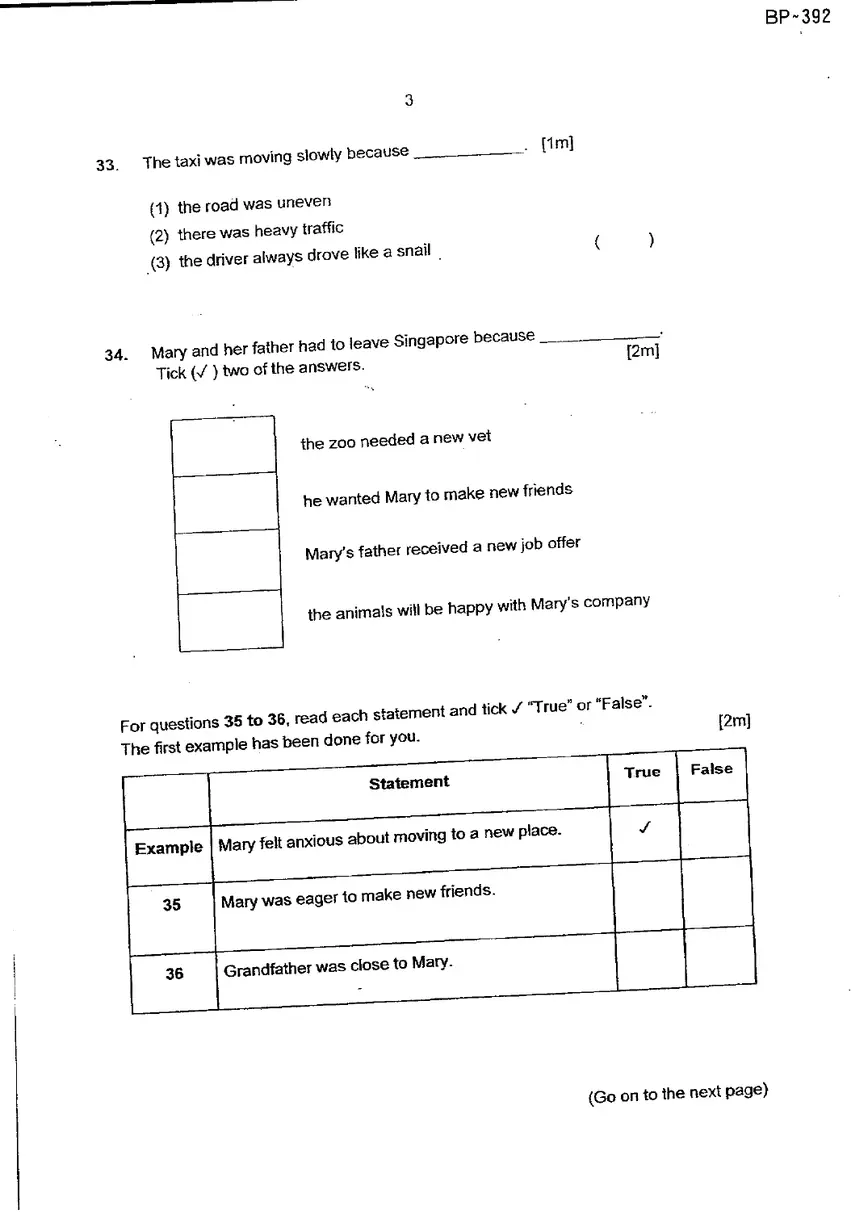 BP-392
3
33. The taxi was moving slowly because ____________. [1m]
(1) the road was uneven
(2) there was heavy traffic
(3) the driver always drove like a snail ( )
34. Mary and her father had to leave Singapore because ____________.
Tick (✓) two of the answers. [2m]
the zoo needed a new vet
he wanted Mary to make new friends
Mary's father received a new job offer
the animals will be happy with Mary's company
For questions 35 to 36, read each statement and tick ✓ "True" or "False".
The first example has been done for you. [2m]
Statement True False
Example Mary felt anxious about moving to a new place. ✓
35 Mary was eager to make new friends.
36 Grandfather was close to Mary.
(Go on to the next page)